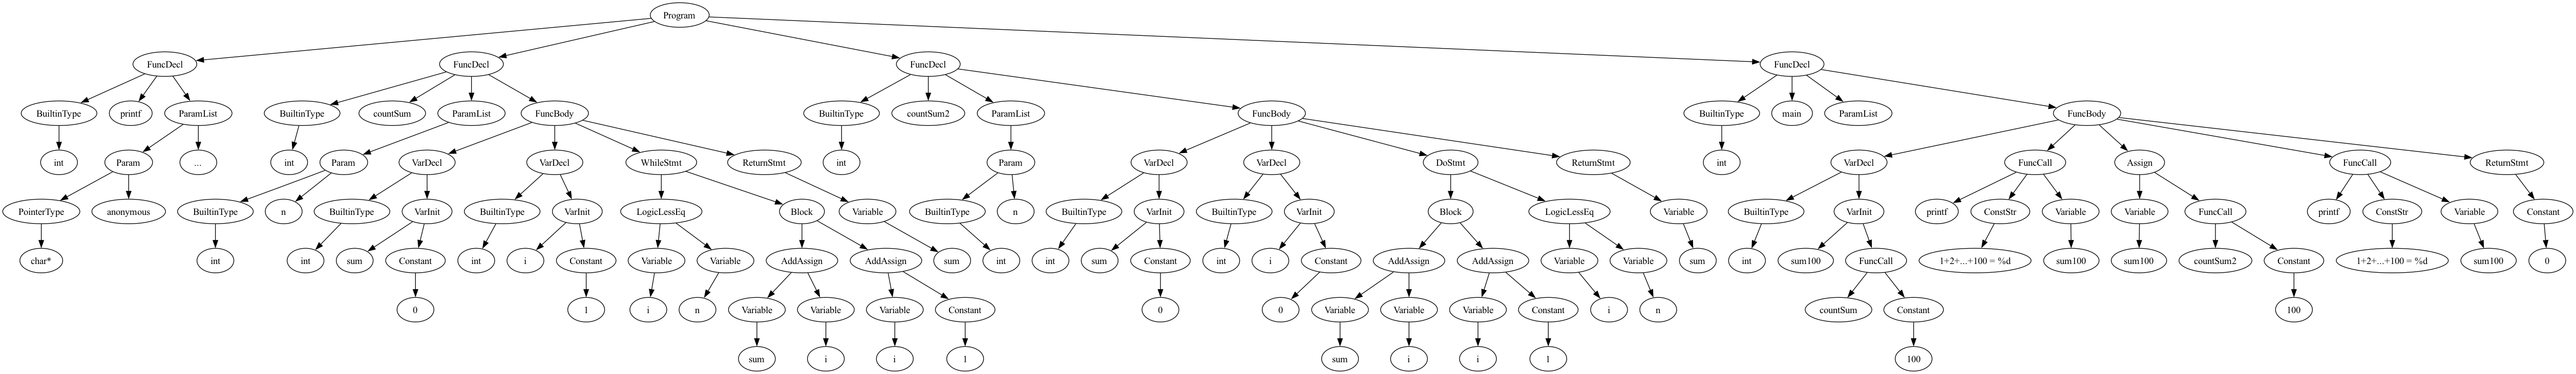 Program
FuncDecl FuncDecl FuncDecl FuncDecl
BuiltinType printf ParamList BuiltinType countSum ParamList FuncBody BuiltinType countSum2 ParamList FuncBody BuiltinType main ParamList FuncBody
int Param ... int Param VarDecl VarDecl WhileStmt ReturnStmt int Param VarDecl VarDecl DoStmt ReturnStmt int VarDecl FuncCall Assign FuncCall ReturnStmt
PointerType anonymous BuiltinType n BuiltinType VarInit BuiltinType VarInit LogicLessEq Block Variable BuiltinType n BuiltinType VarInit BuiltinType VarInit Block LogicLessEq Variable BuiltinType VarInit printf ConstStr Variable Variable FuncCall printf ConstStr Variable Constant
char* int int sum Constant int i Constant Variable Variable AddAssign AddAssign sum int int sum Constant int i Constant AddAssign AddAssign Variable Variable sum int sum100 FuncCall 1+2+...+100 = %d sum100 sum100 countSum2 Constant 1+2+...+100 = %d sum100 0
0 1 i n Variable Variable Variable Constant 0 0 Variable Variable Variable Constant i n countSum Constant 100
sum i i 1 sum i i 1 100